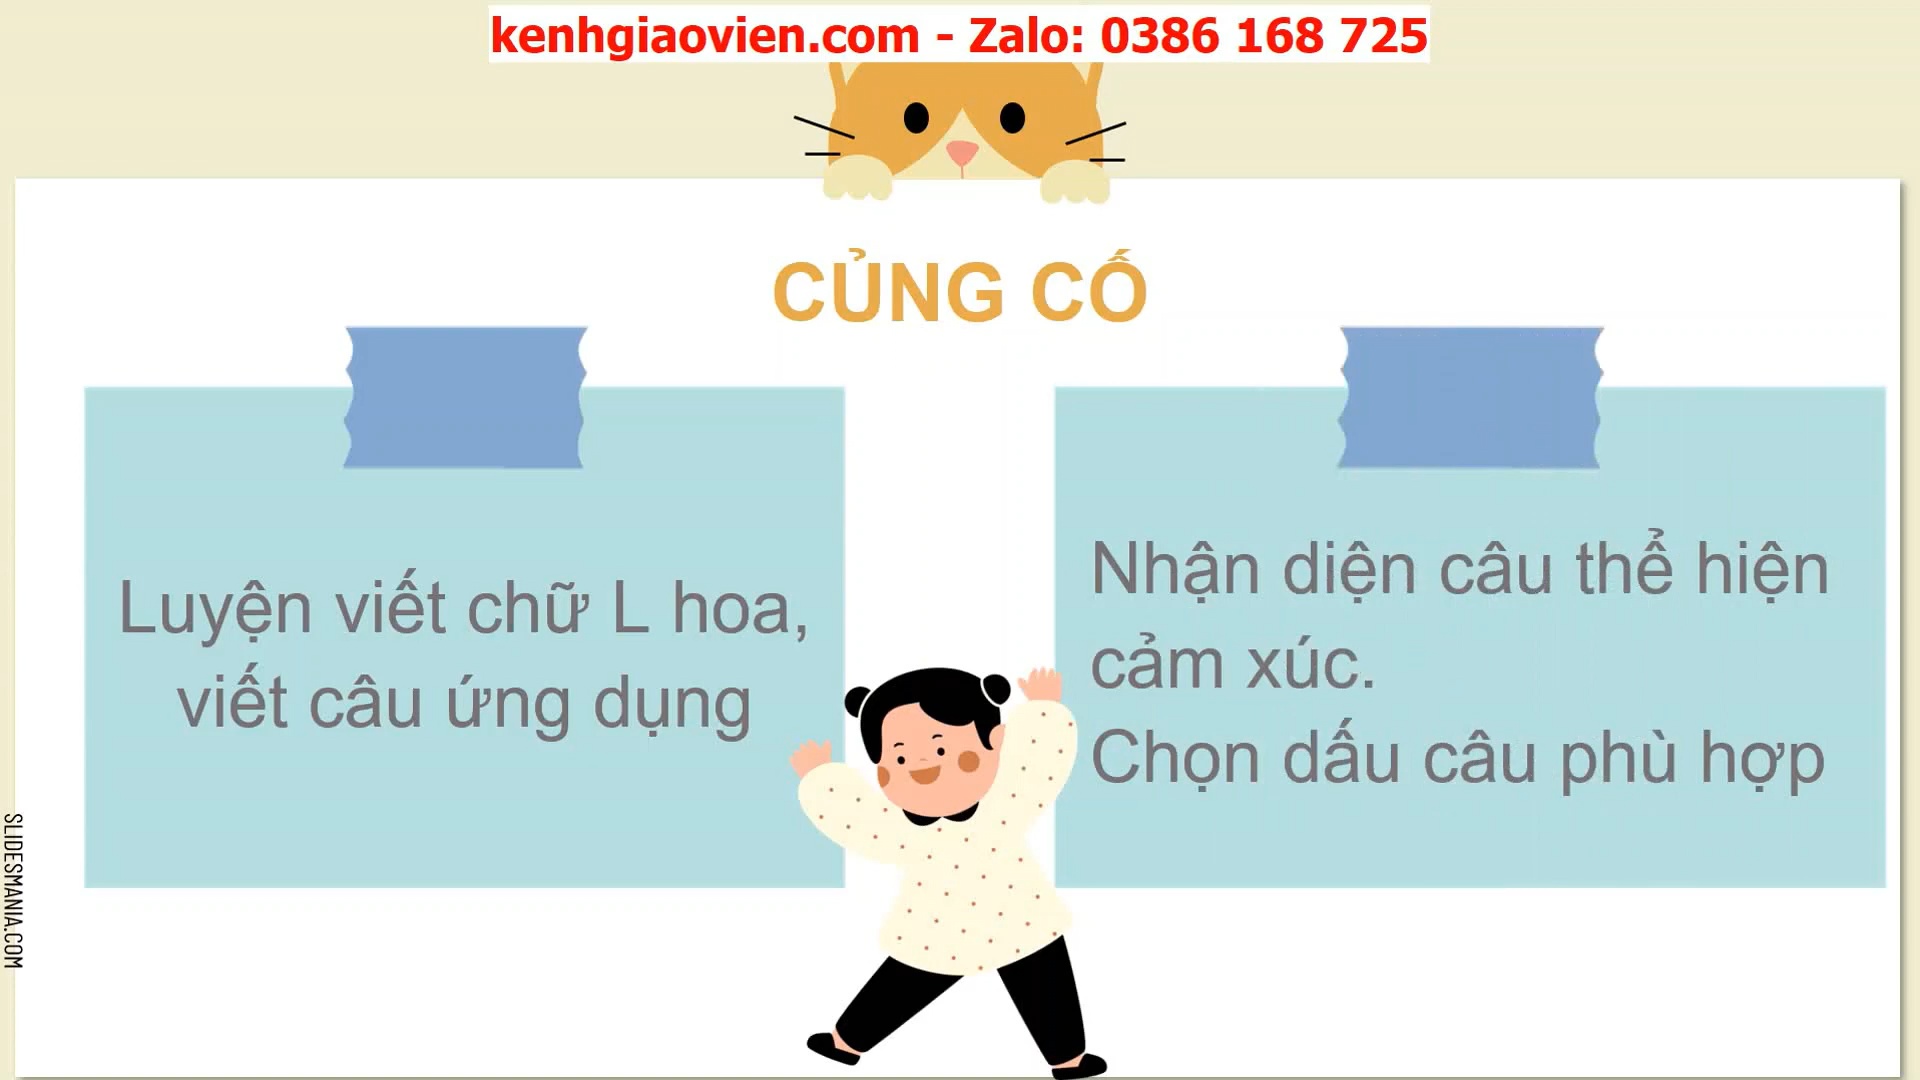 kenhgiaovien.com - Zalo: 0386 168 725
CỦNG CỐ
Luyện viết chữ L hoa,
viết câu ứng dụng
Nhận diện câu thể hiện
cảm xúc.
Chọn dấu câu phù hợp
SLIDESMANIA.COM